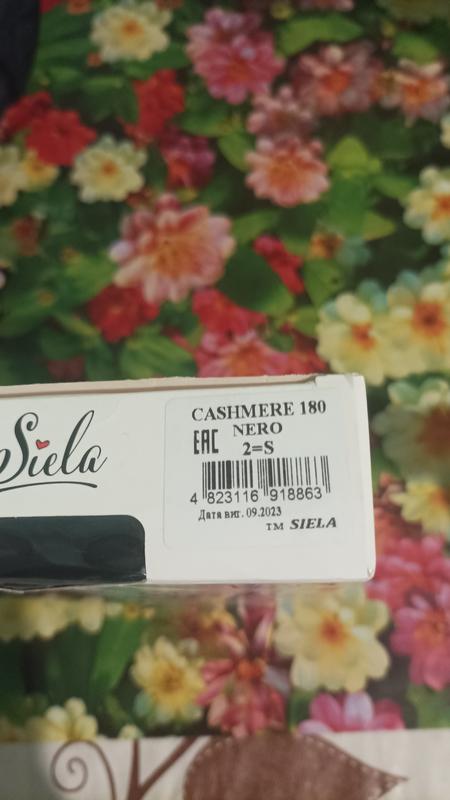 Siela
CASHMERE 180
EAC NERO
2=S
4 823116 918863
Дата виг. 09.2023
TM SIELA